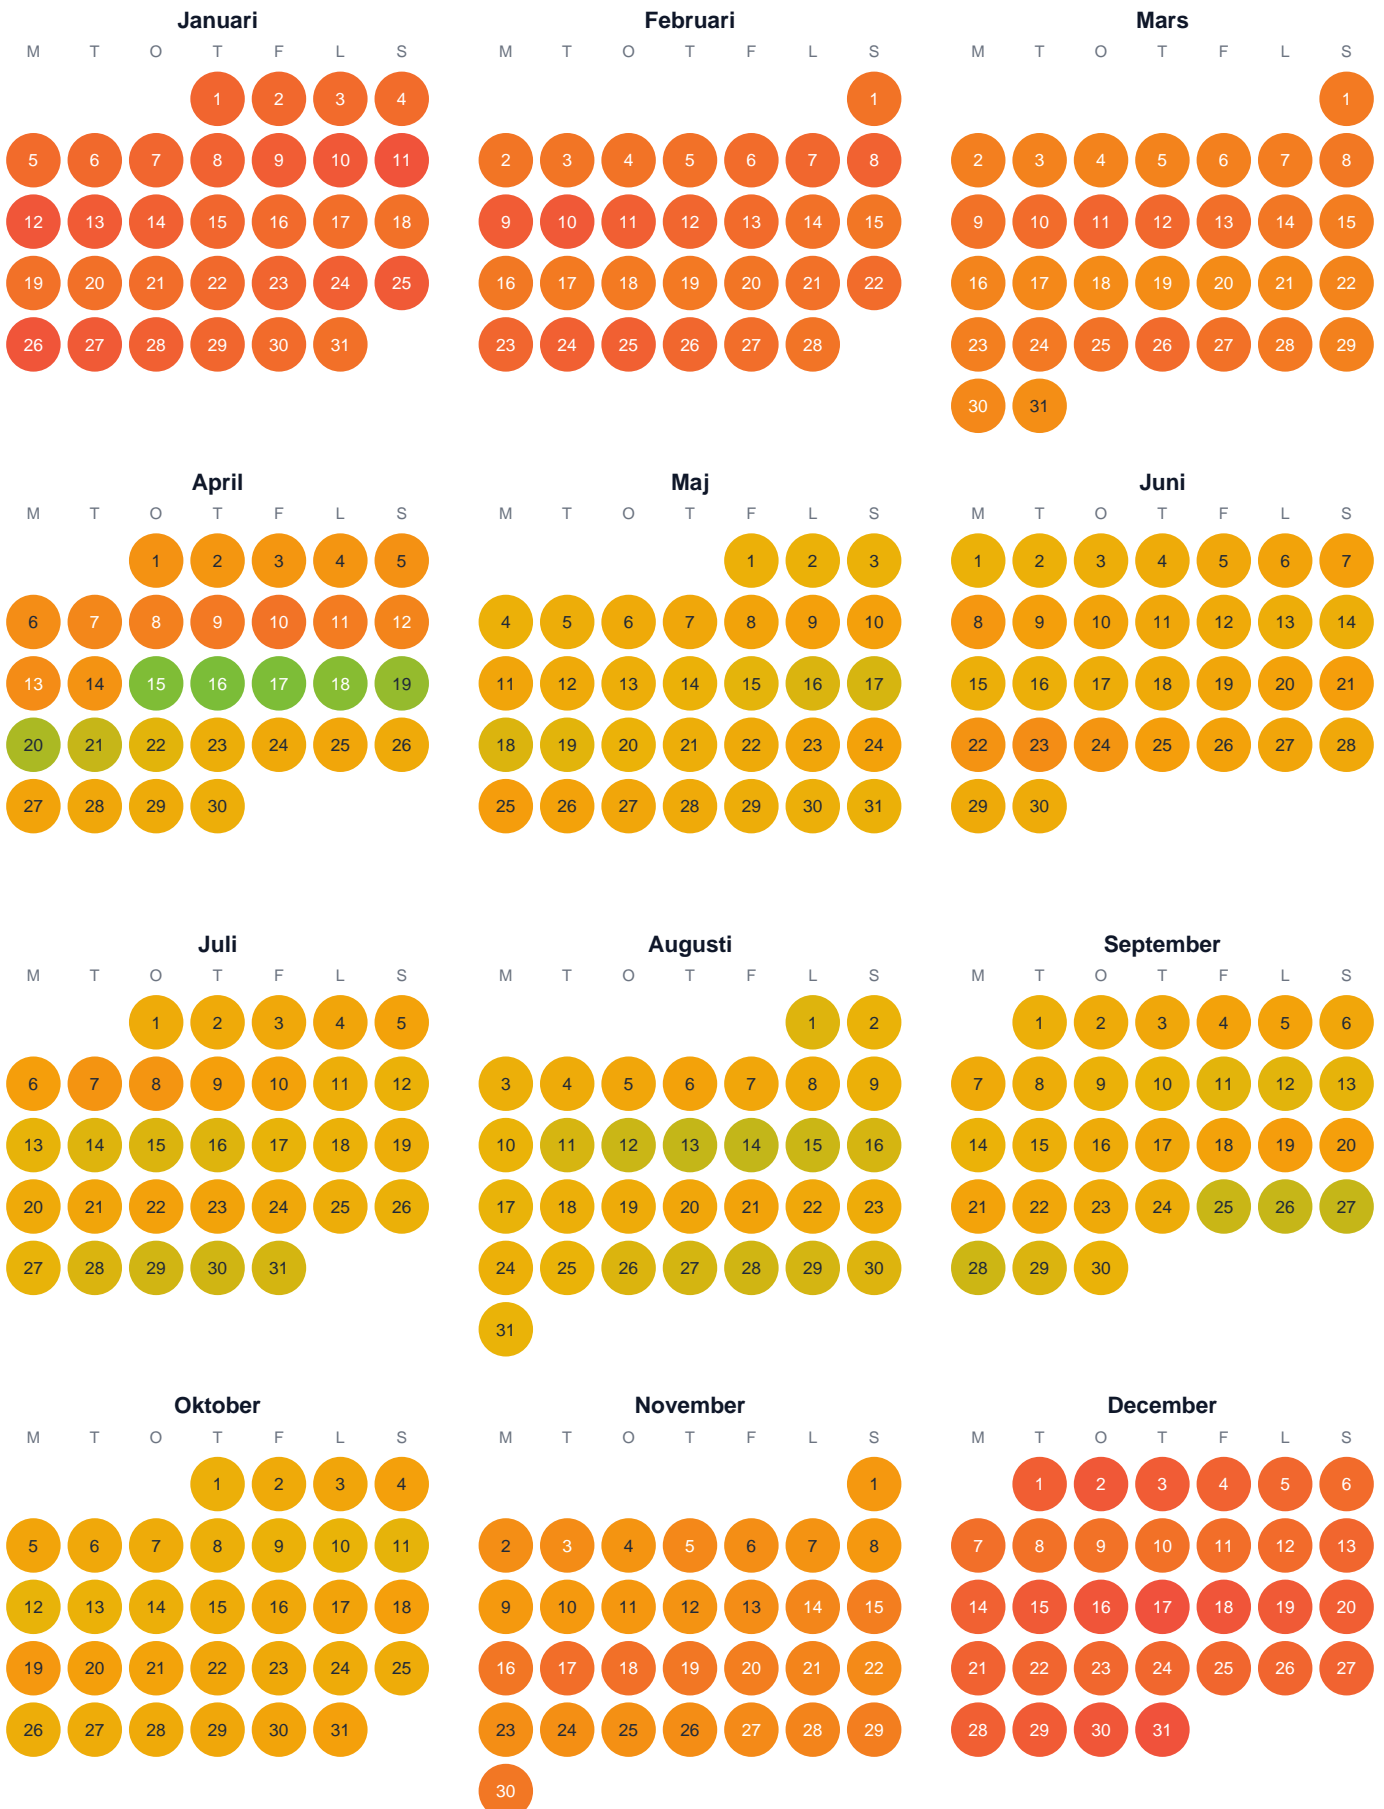 Januari Februari Mars
M T O T F L S M T O T F L S M T O T F L S
1 2 3 4 1 1
5 6 7 8 9 10 11 2 3 4 5 6 7 8 2 3 4 5 6 7 8
12 13 14 15 16 17 18 9 10 11 12 13 14 15 9 10 11 12 13 14 15
19 20 21 22 23 24 25 16 17 18 19 20 21 22 16 17 18 19 20 21 22
26 27 28 29 30 31 23 24 25 26 27 28 23 24 25 26 27 28 29
30 31
April Maj Juni
M T O T F L S M T O T F L S M T O T F L S
1 2 3 4 5 1 2 3 1 2 3 4 5 6 7
6 7 8 9 10 11 12 4 5 6 7 8 9 10 8 9 10 11 12 13 14
13 14 15 16 17 18 19 11 12 13 14 15 16 17 15 16 17 18 19 20 21
20 21 22 23 24 25 26 18 19 20 21 22 23 24 22 23 24 25 26 27 28
27 28 29 30 25 26 27 28 29 30 31 29 30
Juli Augusti September
M T O T F L S M T O T F L S M T O T F L S
1 2 3 4 5 1 2 1 2 3 4 5 6
6 7 8 9 10 11 12 3 4 5 6 7 8 9 7 8 9 10 11 12 13
13 14 15 16 17 18 19 10 11 12 13 14 15 16 14 15 16 17 18 19 20
20 21 22 23 24 25 26 17 18 19 20 21 22 23 21 22 23 24 25 26 27
27 28 29 30 31 24 25 26 27 28 29 30 28 29 30
31
Oktober November December
M T O T F L S M T O T F L S M T O T F L S
1 2 3 4 1 1 2 3 4 5 6
5 6 7 8 9 10 11 2 3 4 5 6 7 8 7 8 9 10 11 12 13
12 13 14 15 16 17 18 9 10 11 12 13 14 15 14 15 16 17 18 19 20
19 20 21 22 23 24 25 16 17 18 19 20 21 22 21 22 23 24 25 26 27
26 27 28 29 30 31 23 24 25 26 27 28 29 28 29 30 31
30